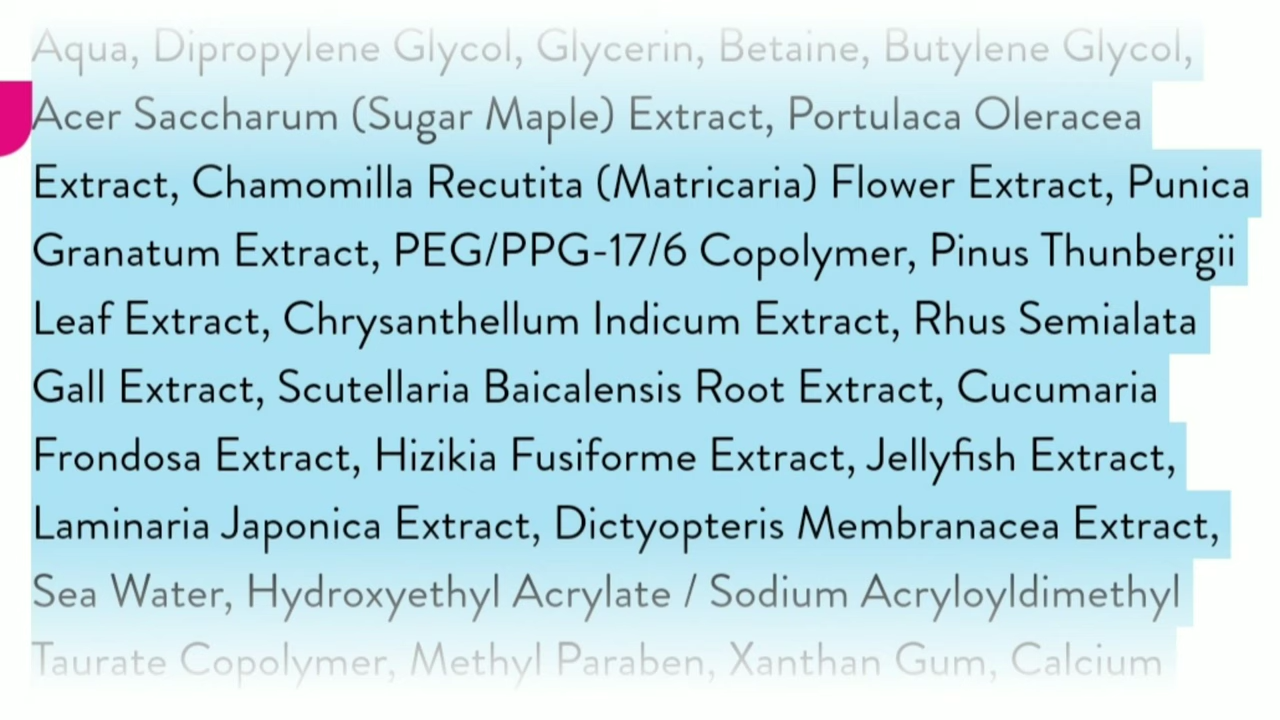 Aqua, Dipropylene Glycol, Glycerin, Betaine, Butylene Glycol,
Acer Saccharum (Sugar Maple) Extract, Portulaca Oleracea
Extract, Chamomilla Recutita (Matricaria) Flower Extract, Punica
Granatum Extract, PEG/PPG-17/6 Copolymer, Pinus Thunbergii
Leaf Extract, Chrysanthellum Indicum Extract, Rhus Semialata
Gall Extract, Scutellaria Baicalensis Root Extract, Cucumaria
Frondosa Extract, Hizikia Fusiforme Extract, Jellyfish Extract,
Laminaria Japonica Extract, Dictyopteris Membranacea Extract,
Sea Water, Hydroxyethyl Acrylate / Sodium Acryloyldimethyl
Taurate Copolymer, Methyl Paraben, Xanthan Gum, Calcium